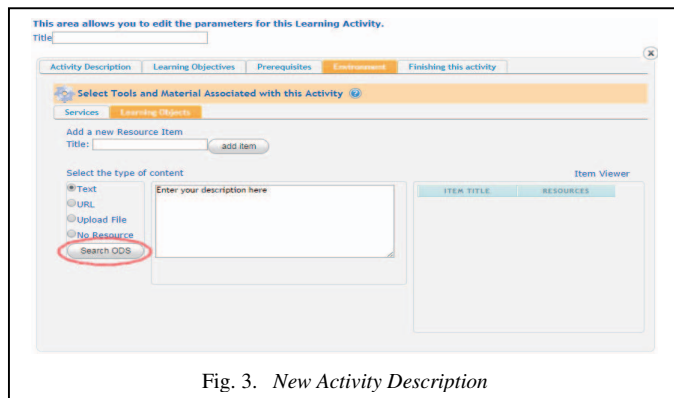 This area allows you to edit the parameters for this Learning Activity.
Title
Activity Description Learning Objectives Prerequisites Environment Finishing this activity
Select Tools and Material Associated with this Activity
Services Learning Objects
Add a new Resource Item
Title: add item
Select the type of content Item Viewer
Text Enter your description here ITEM TITLE RESOURCES
URL
Upload File
No Resource
Search ODS
Fig. 3. New Activity Description